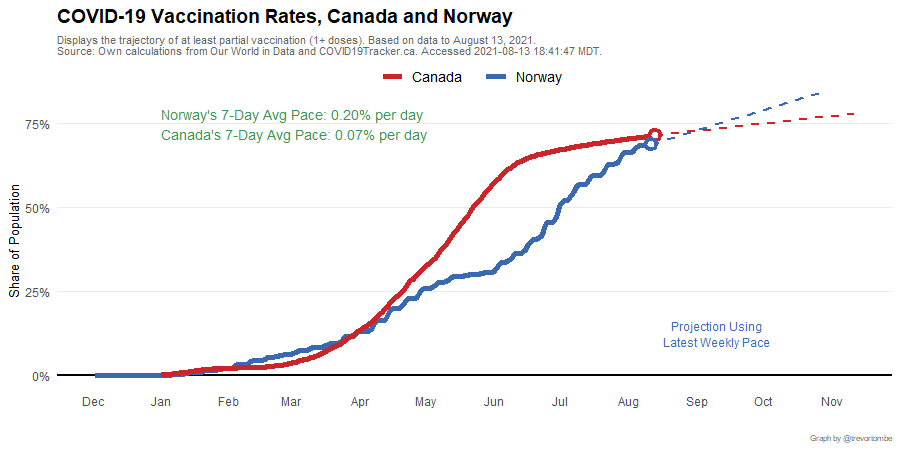 COVID-19 Vaccination Rates, Canada and Norway
Displays the trajectory of at least partial vaccination (1+ doses). Based on data to August 13, 2021.
Source: Own calculations from Our World in Data and COVID19Tracker.ca. Accessed 2021-08-13 18:41:47 MDT.
Canada Norway
Norway's 7-Day Avg Pace: 0.20% per day
Canada's 7-Day Avg Pace: 0.07% per day
75%
50%
25%
0%
Share of Population
Projection Using
Latest Weekly Pace
Dec Jan Feb Mar Apr May Jun Jul Aug Sep Oct Nov
Graph by @trevortombe